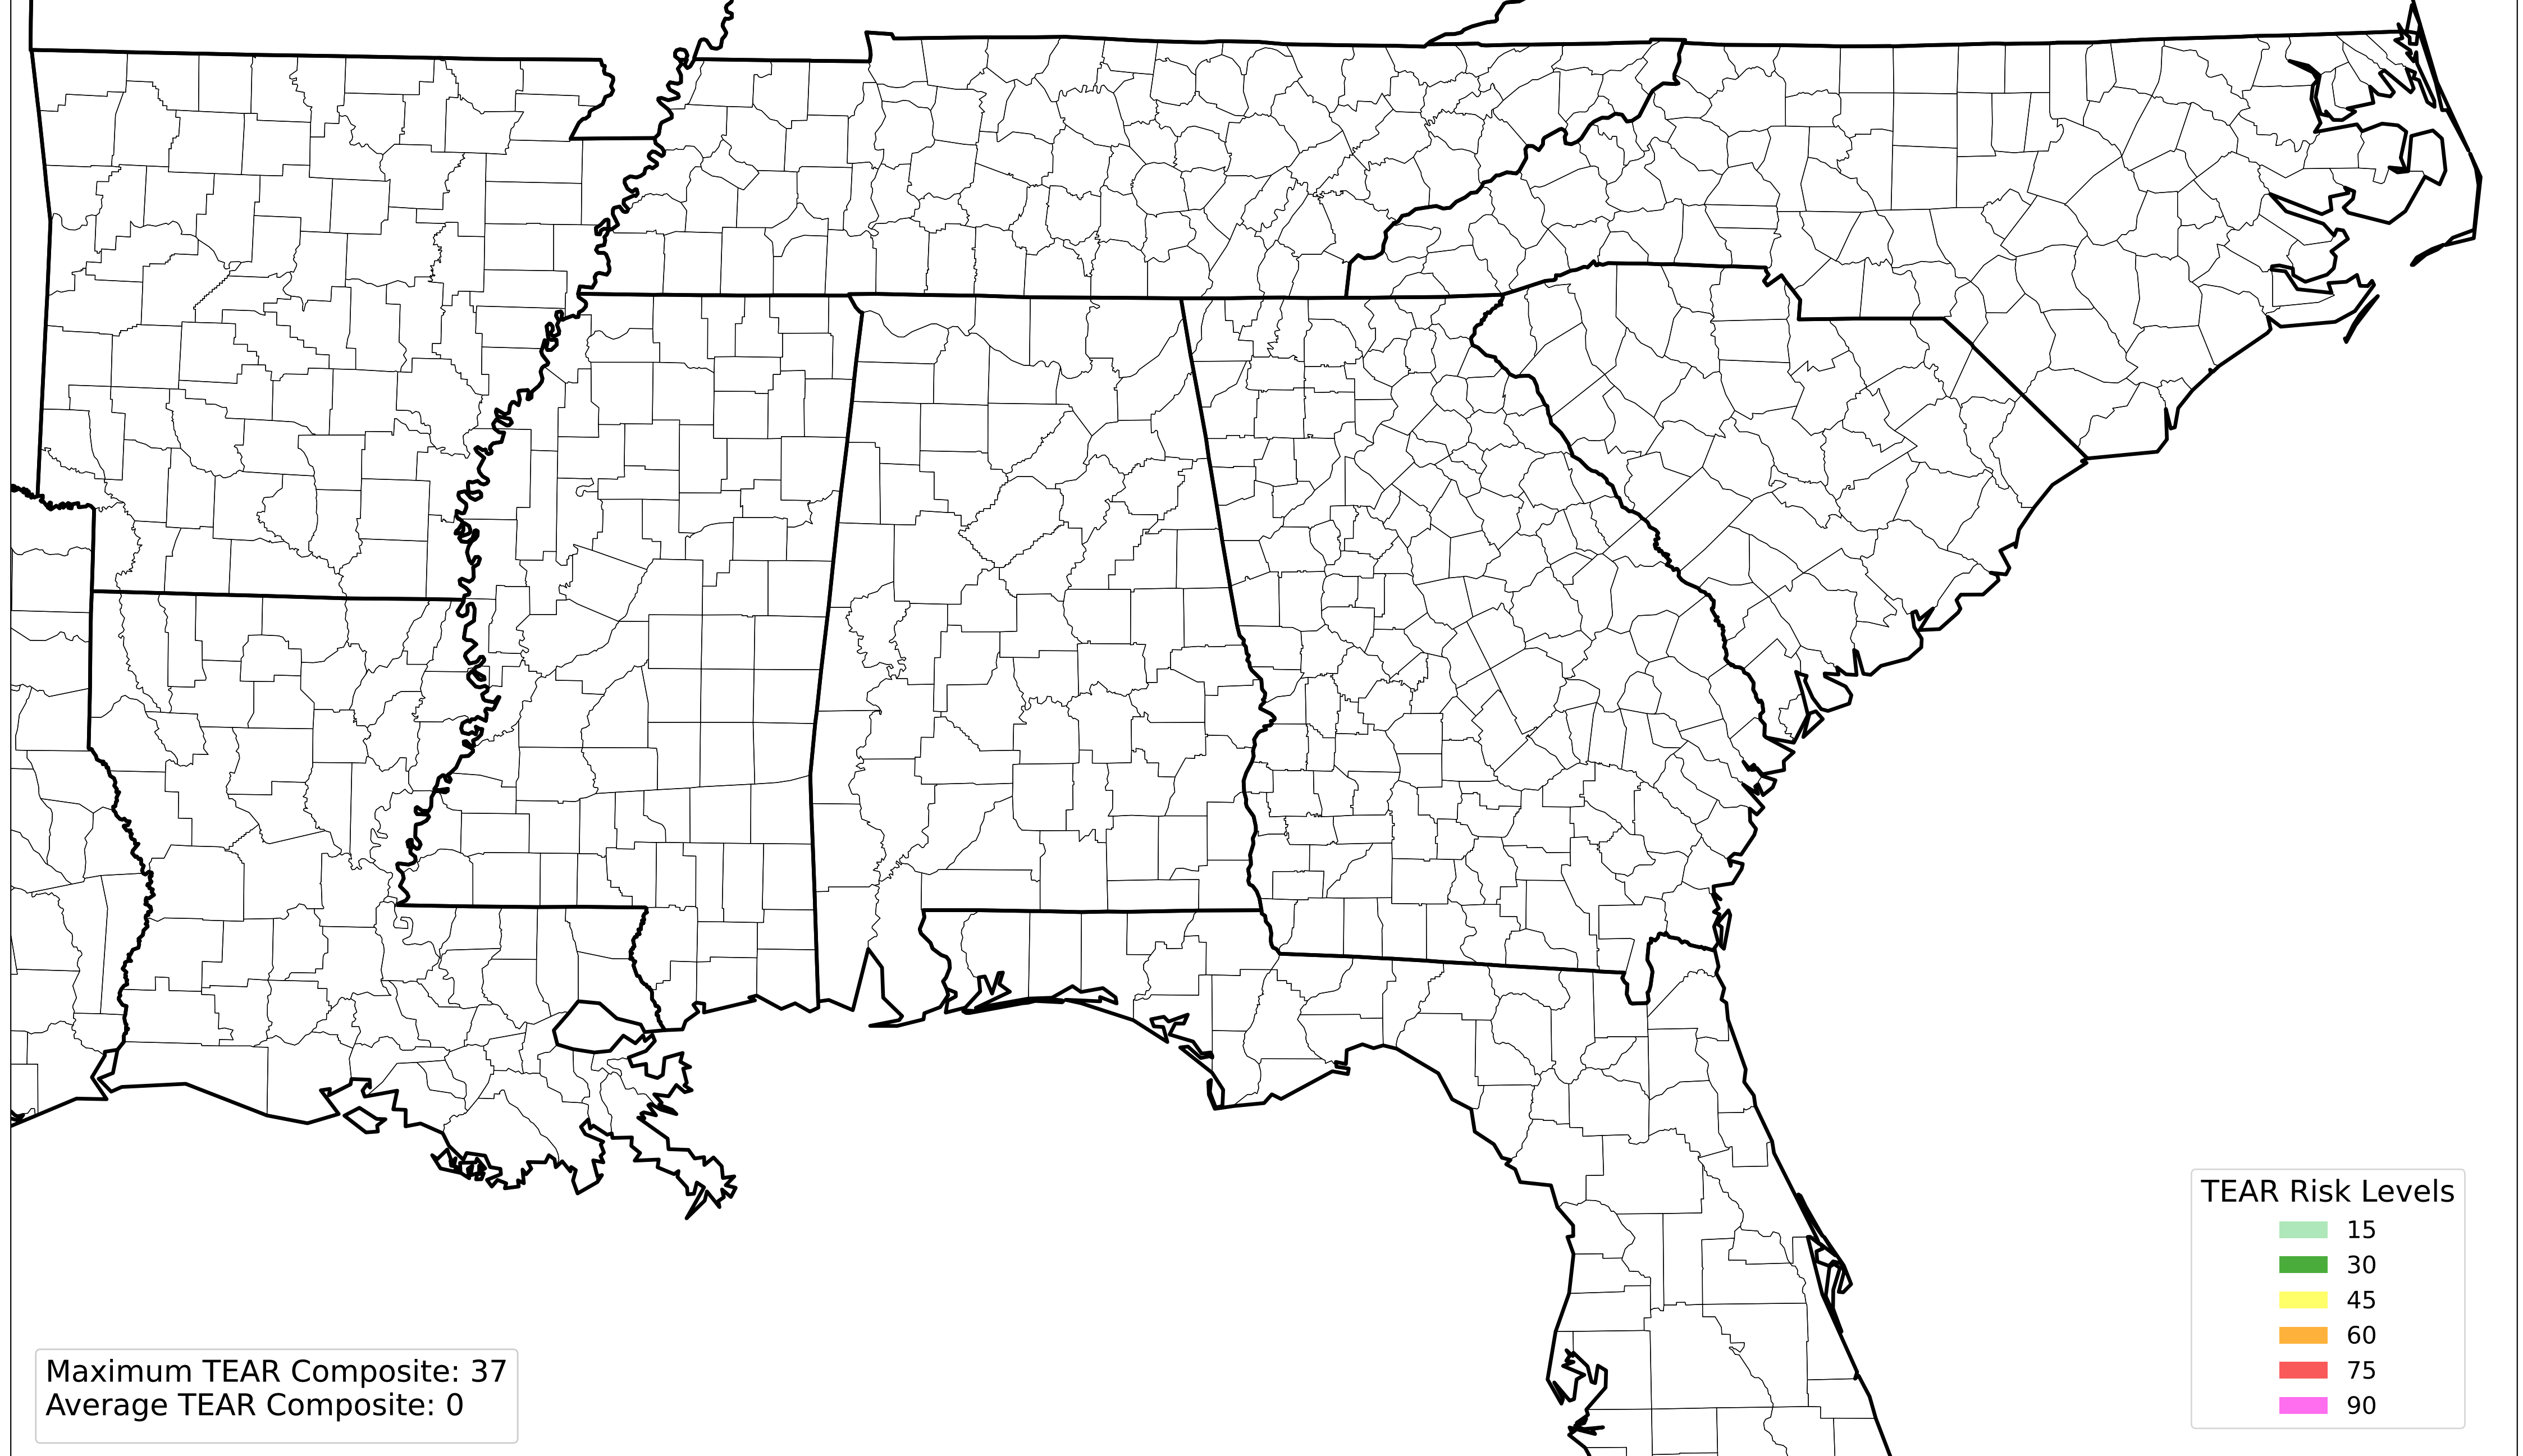 TEAR Risk Levels
15
30
45
60
75
90
Maximum TEAR Composite: 37
Average TEAR Composite: 0